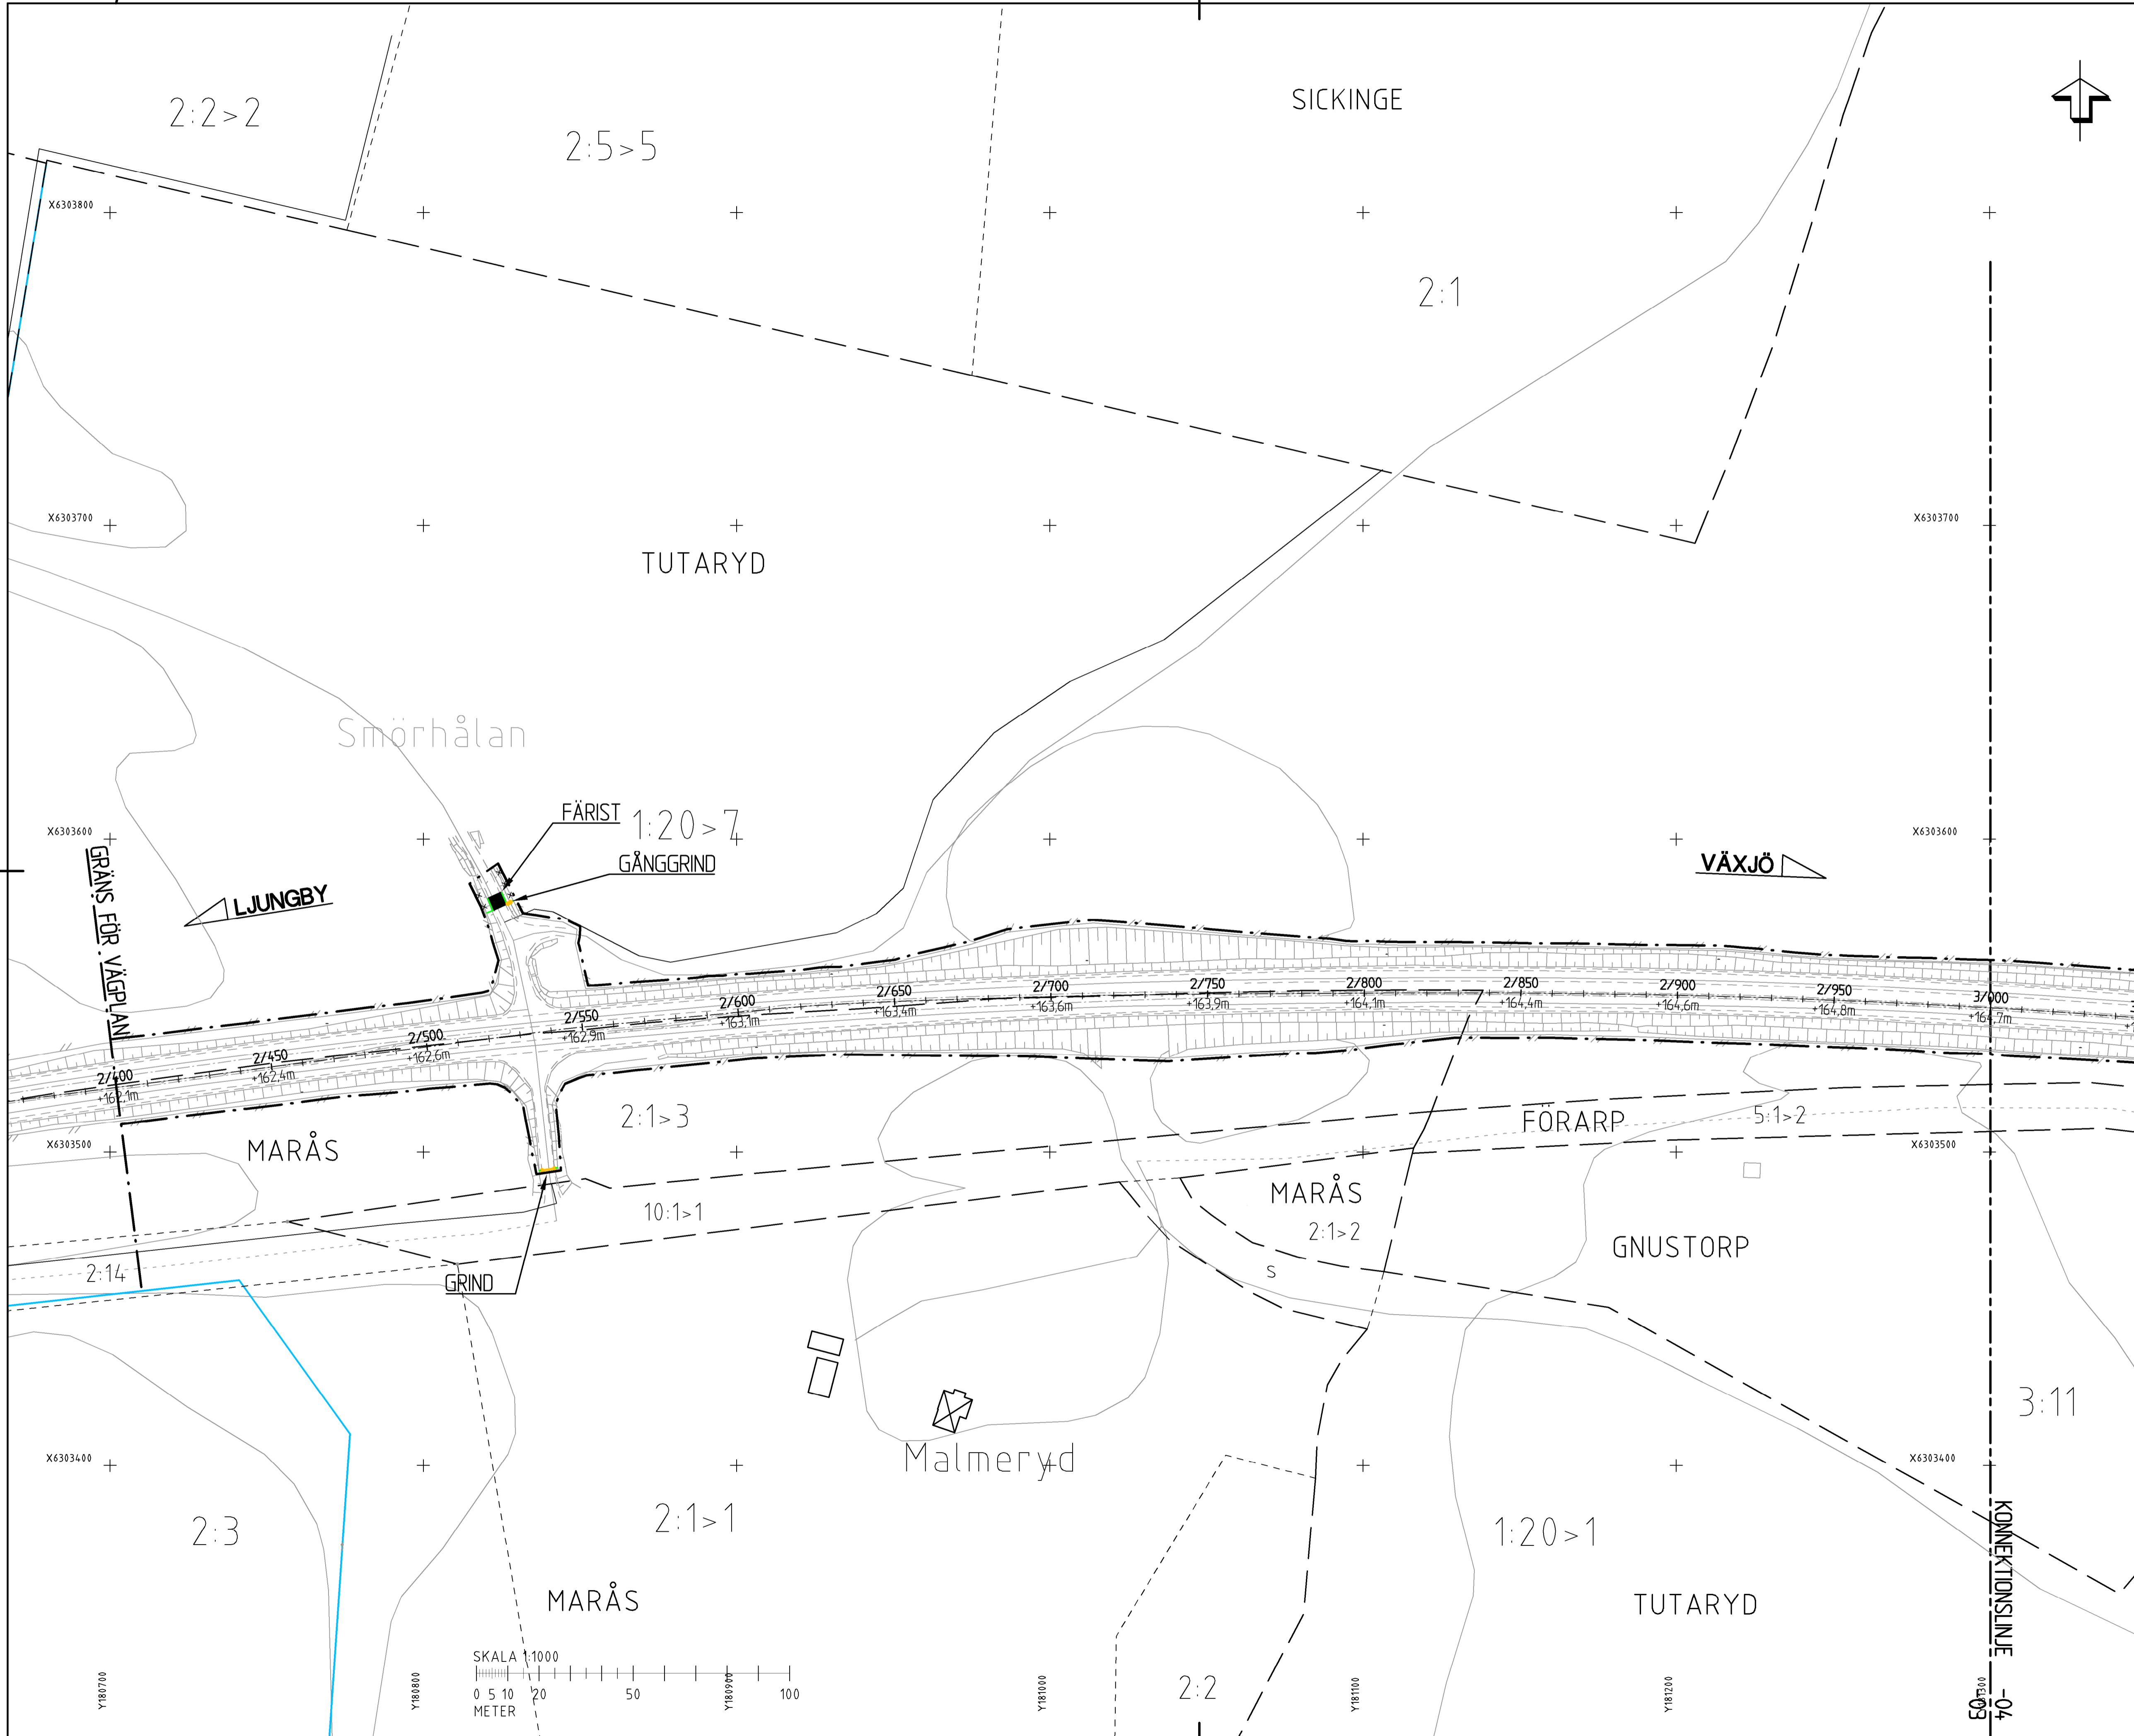 SICKINGE
2:2>2
2:5>5
X6303800
2:1
X6303700
X6303700
TUTARYD
Smörhålan
FÄRIST
1:20>7
X6303600
X6303600
GÅNGGRIND
VÄXJÖ
GRÄNS FÖR VÄGPLAN
LJUNGBY
2/400
+162,1m
2/450
+162,4m
2/500
+162,6m
2/550
+162,9m
2/600
+163,1m
2/650
+163,4m
2/700
+163,6m
2/750
+163,9m
2/800
+164,1m
2/850
+164,4m
2/900
+164,6m
2/950
+164,8m
3/000
+164,7m
2:1>3
FÖRARP
5:1>2
X6303500
MARÅS
X6303500
MARÅS
10:1>1
2:1>2
GNUSTORP
2:14
S
GRIND
3:11
Malmeryd
X6303400
X6303400
2:3
2:1>1
1:20>1
KONNEKTIONSLINJE
MARÅS
TUTARYD
SKALA 1:1000
0 5 10 20 50 100
METER
2:2
Y180700
Y180800
Y180900
Y181000
Y181100
Y181200
Y181300
-03
-04